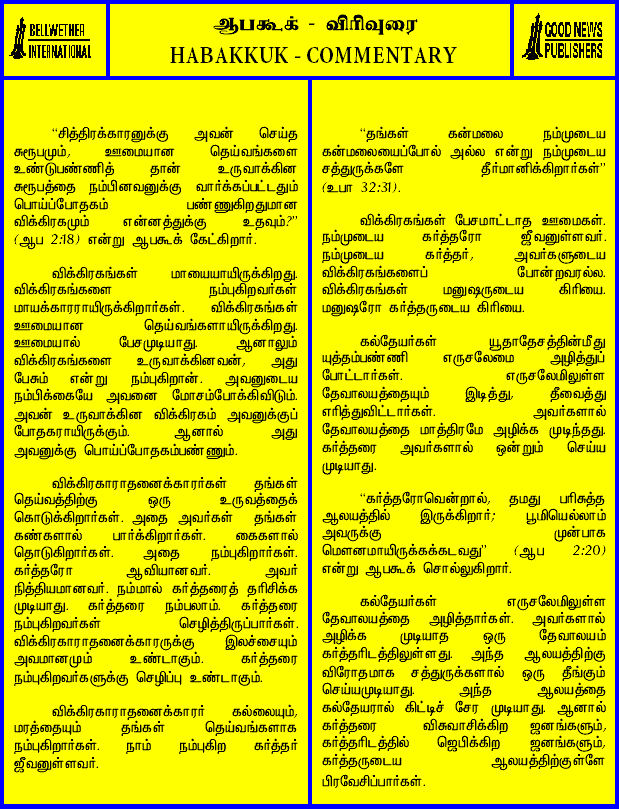 BELLWETHER
INTERNATIONAL
ஆபகூக் - விரிவுரை
HABAKKUK - COMMENTARY
GOOD NEWS
PUBLISHERS
“சித்திரக்காரனுக்கு அவன் செய்த
சுரூபமும், ஊமையான தெய்வங்களை
உண்டுபண்ணித் தான் உருவாக்கின
சுரூபத்தை நம்பினவனுக்கு வார்க்கப்பட்டதும்
பொய்ப்போதகம் பண்ணுகிறதுமான
விக்கிரகமும் என்னத்துக்கு உதவும்?”
(ஆப 2:18) என்று ஆபகூக் கேட்கிறார்.
விக்கிரகங்கள் மாயையாயிருக்கிறது.
விக்கிரகங்களை நம்புகிறவர்கள்
மாயக்காரராயிருக்கிறார்கள். விக்கிரகங்கள்
ஊமையான தெய்வங்களாயிருக்கிறது.
ஊமையால் பேசமுடியாது. ஆனாலும்
விக்கிரகங்களை உருவாக்கினவன், அது
பேசும் என்று நம்புகிறான். அவனுடைய
நம்பிக்கையே அவனை மோசம்போக்கிவிடும்.
அவன் உருவாக்கின விக்கிரகம் அவனுக்குப்
போதகராயிருக்கும். ஆனால் அது
அவனுக்கு பொய்ப்போதகம்பண்ணும்.
விக்கிரகாராதனைக்காரர்கள் தங்கள்
தெய்வத்திற்கு ஒரு உருவத்தைக்
கொடுக்கிறார்கள். அதை அவர்கள் தங்கள்
கண்களால் பார்க்கிறார்கள். கைகளால்
தொடுகிறார்கள். அதை நம்புகிறார்கள்.
கர்த்தரோ ஆவியானவர். அவர்
நித்தியமானவர். நம்மால் கர்த்தரைத் தரிசிக்க
முடியாது. கர்த்தரை நம்பலாம். கர்த்தரை
நம்புகிறவர்கள் செழித்திருப்பார்கள்.
விக்கிரகாராதனைக்காரருக்கு இலச்சையும்
அவமானமும் உண்டாகும். கர்த்தரை
நம்புகிறவர்களுக்கு செழிப்பு உண்டாகும்.
விக்கிரகாராதனைக்காரர் கல்லையும்,
மரத்தையும் தங்கள் தெய்வங்களாக
நம்புகிறார்கள். நாம் நம்புகிற கர்த்தர்
ஜீவனுள்ளவர்.
“தங்கள் கன்மலை நம்முடைய
கன்மலையைப்போல் அல்ல என்று நம்முடைய
சத்துருக்களே தீர்மானிக்கிறார்கள்”
(உபா 32:31).
விக்கிரகங்கள் பேசமாட்டாத ஊமைகள்.
நம்முடைய கர்த்தரோ ஜீவனுள்ளவர்.
நம்முடைய கர்த்தர், அவர்களுடைய
விக்கிரகங்களைப் போன்றவரல்ல.
விக்கிரகங்கள் மனுஷருடைய கிரியை.
மனுஷரோ கர்த்தருடைய கிரியை.
கல்தேயர்கள் யூதாதேசத்தின்மீது
யுத்தம்பண்ணி எருசலேமை அழித்துப்
போட்டார்கள். எருசலேமிலுள்ள
தேவாலயத்தையும் இடித்து, தீவைத்து
எரித்துவிட்டார்கள். அவர்களால்
தேவாலயத்தை மாத்திரமே அழிக்க முடிந்தது.
கர்த்தரை அவர்களால் ஒன்றும் செய்ய
முடியாது.
“கர்த்தரோவென்றால், தமது பரிசுத்த
ஆலயத்தில் இருக்கிறார்; பூமியெல்லாம்
அவருக்கு முன்பாக
மௌனமாயிருக்கக்கடவது” (ஆப 2:20)
என்று ஆபகூக் சொல்லுகிறார்.
கல்தேயர்கள் எருசலேமிலுள்ள
தேவாலயத்தை அழித்தார்கள். அவர்களால்
அழிக்க முடியாத ஒரு தேவாலயம்
கர்த்தரிடத்திலுள்ளது. அந்த ஆலயத்திற்கு
விரோதமாக சத்துருக்களால் ஒரு தீங்கும்
செய்யமுடியாது. அந்த ஆலயத்தை
கல்தேயரால் கிட்டிச் சேர முடியாது. ஆனால்
கர்த்தரை விசுவாசிக்கிற ஜனங்களும்,
கர்த்தரிடத்தில் ஜெபிக்கிற ஜனங்களும்,
கர்த்தருடைய ஆலயத்திற்குள்ளே
பிரவேசிப்பார்கள்.